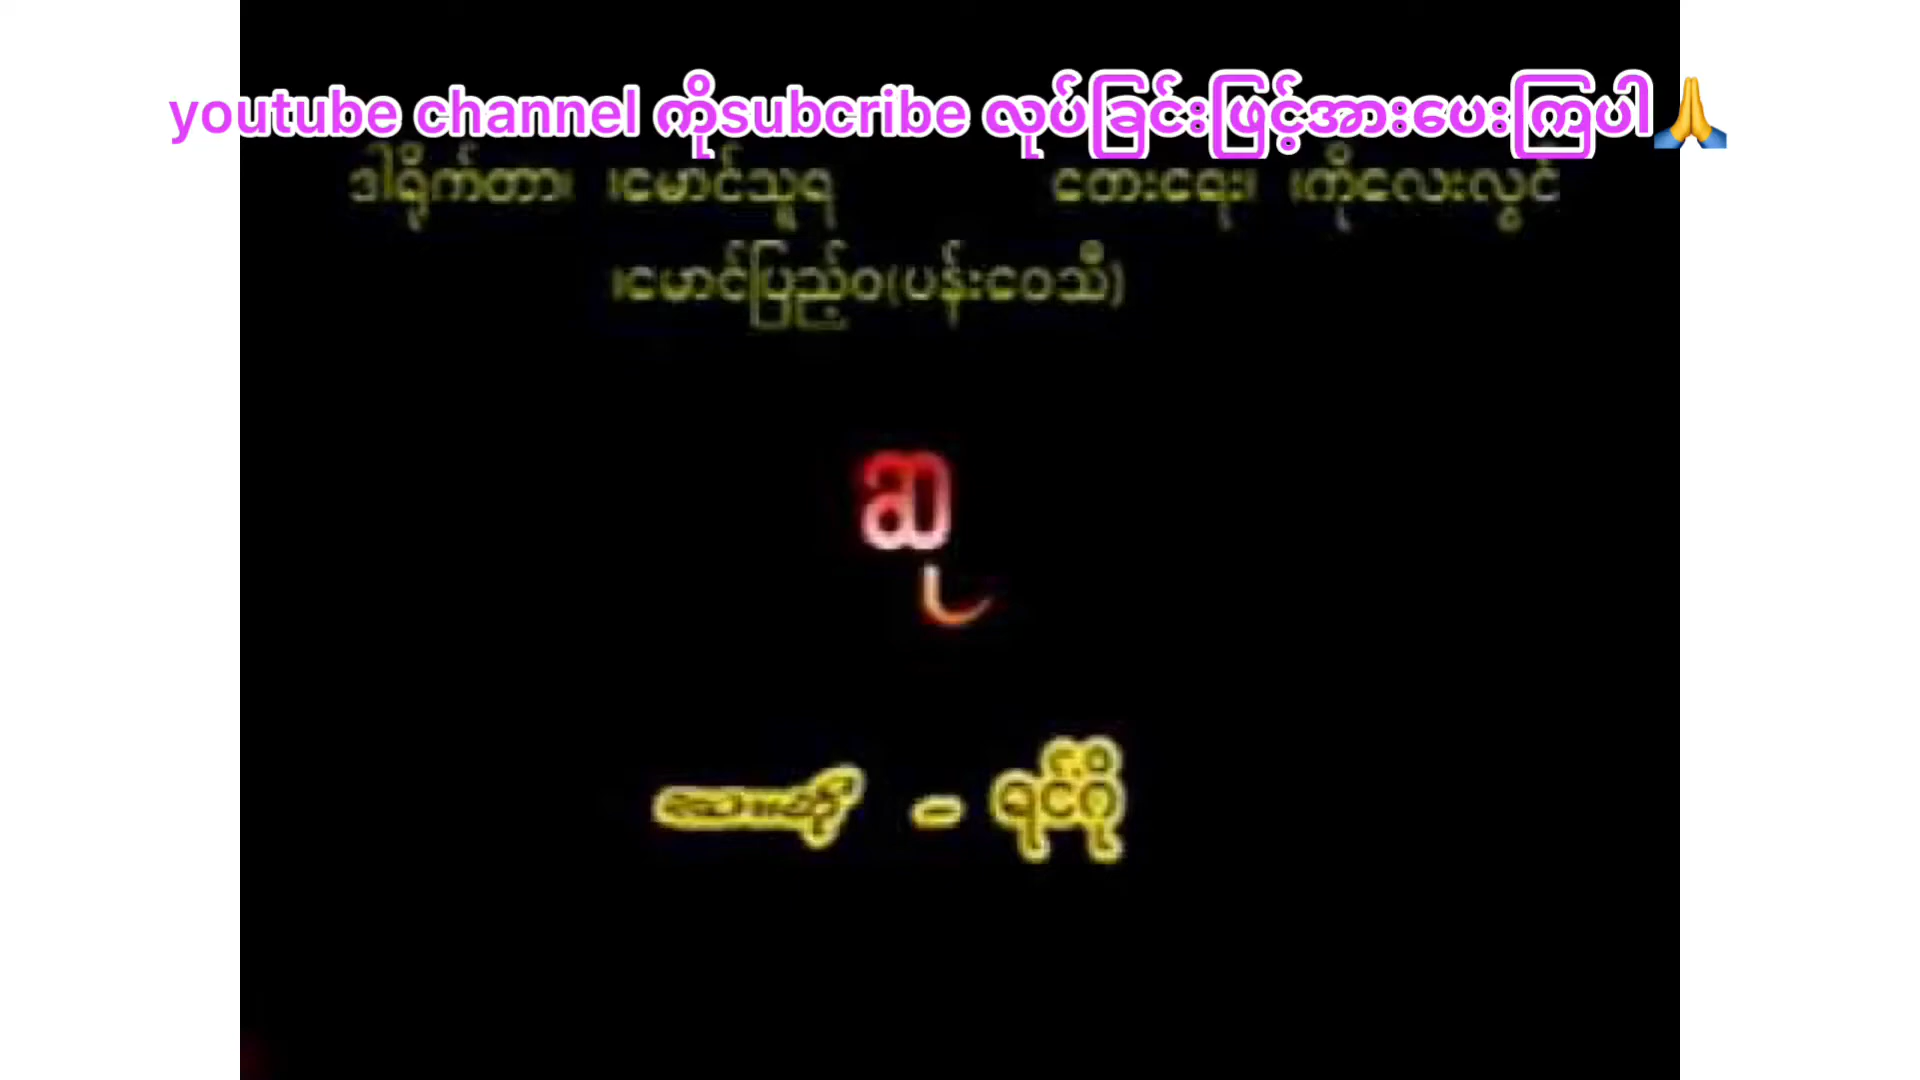 youtube channel ကိုsubcribe လုပ်ခြင်းဖြင့်အားပေးကြပါ🙏
ဒါရိုက်တာ၊ ၊မောင်သူရ တေးရေး၊ ၊ကိုလေးလွင်
၊မောင်ပြည့်ဝ(ပန်းဝေသီ)
ဆူ
တေးဆို - ရင်ဂို